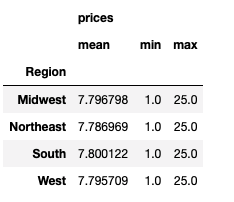 prices
mean min max
Region
Midwest 7.796798 1.0 25.0
Northeast 7.786969 1.0 25.0
South 7.800122 1.0 25.0
West 7.795709 1.0 25.0